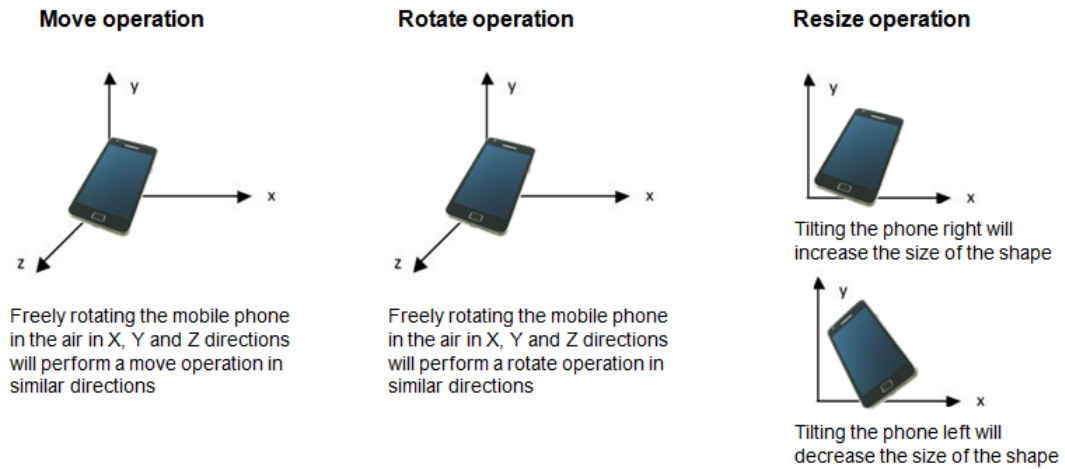 Move operation
y
x
z
Freely rotating the mobile phone
in the air in X, Y and Z directions
will perform a move operation in
similar directions
Rotate operation
y
x
z
Freely rotating the mobile phone
in the air in X, Y and Z directions
will perform a rotate operation in
similar directions
Resize operation
y
x
Tilting the phone right will
increase the size of the shape
y
x
Tilting the phone left will
decrease the size of the shape